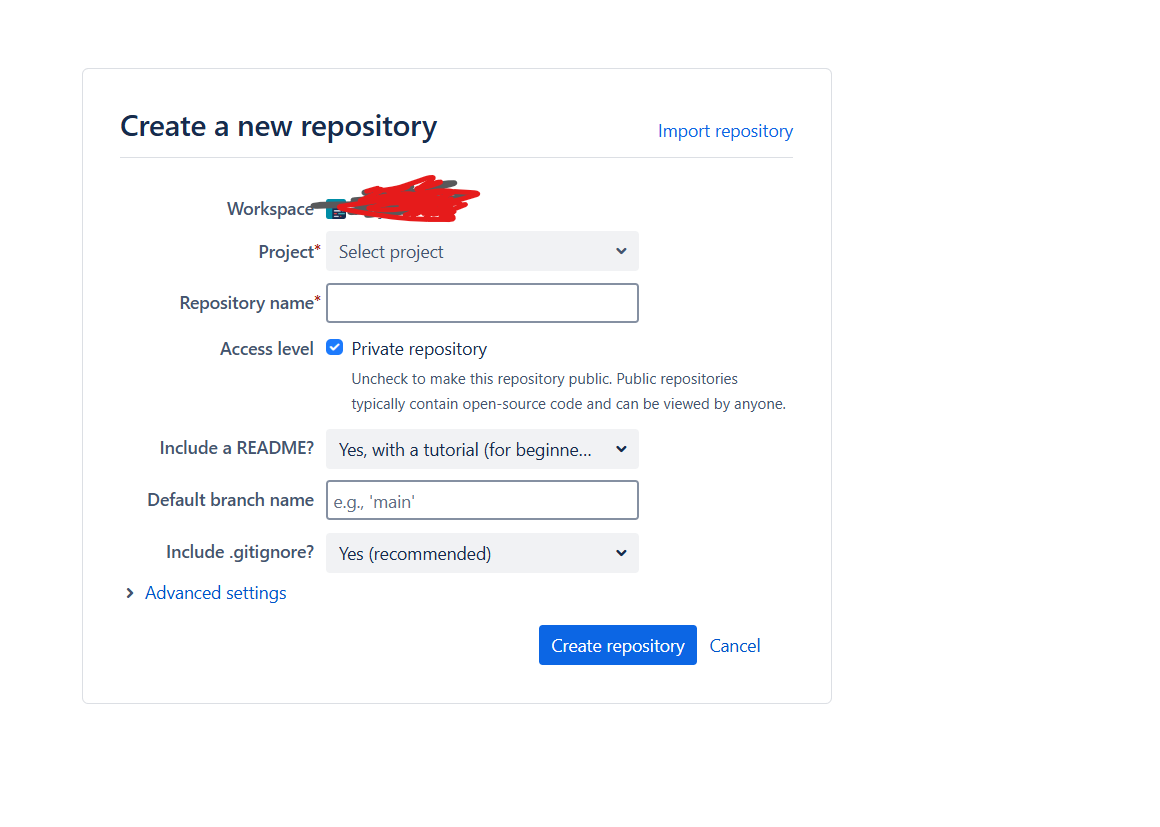 Create a new repository
Import repository
Workspace
Project*
Select project
Repository name*
Access level
Private repository
Uncheck to make this repository public. Public repositories
typically contain open-source code and can be viewed by anyone.
Include a README?
Yes, with a tutorial (for beginne...
Default branch name
e.g., 'main'
Include .gitignore?
Yes (recommended)
Advanced settings
Create repository
Cancel